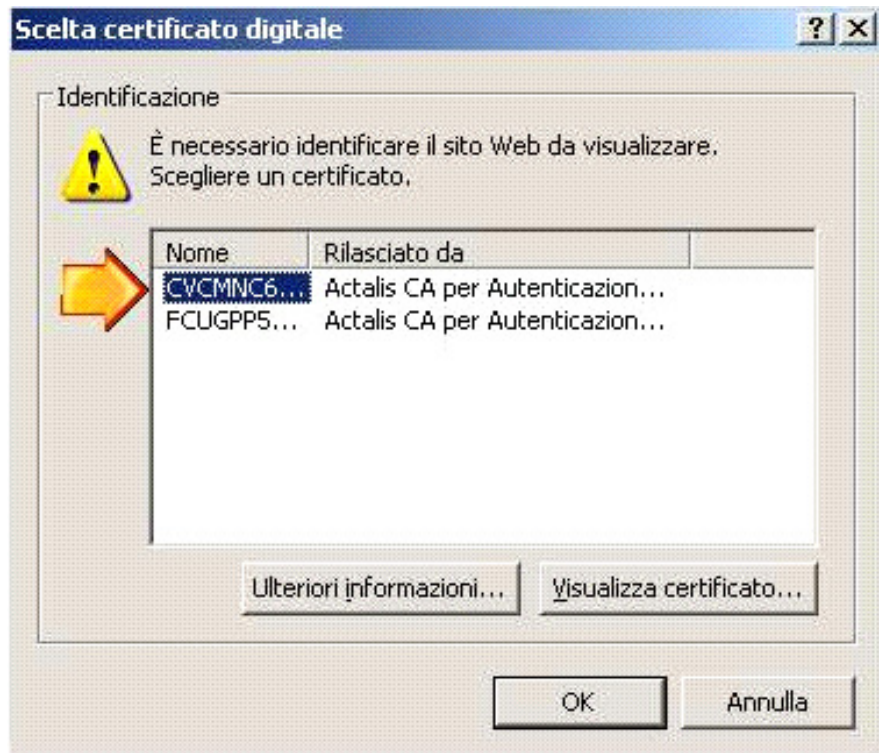 Scelta certificato digitale
Identificazione
È necessario identificare il sito Web da visualizzare.
Scegliere un certificato.
Nome Rilasciato da
CVCMNC6... Actalis CA per Autenticazion...
FCUGPP5... Actalis CA per Autenticazion...
Ulteriori informazioni... Visualizza certificato...
OK Annulla